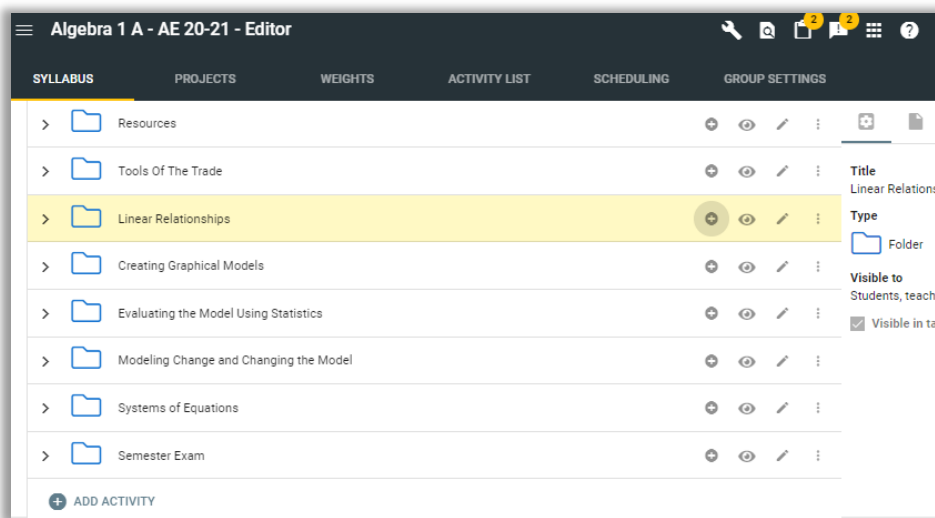 Algebra 1 A - AE 20-21 - Editor
2
2
SYLLABUS PROJECTS WEIGHTS ACTIVITY LIST SCHEDULING GROUP SETTINGS
Resources
Tools Of The Trade
Linear Relationships
Creating Graphical Models
Evaluating the Model Using Statistics
Modeling Change and Changing the Model
Systems of Equations
Semester Exam
ADD ACTIVITY
Title
Linear Relations
Type
Folder
Visible to
Students, teach
Visible in ta